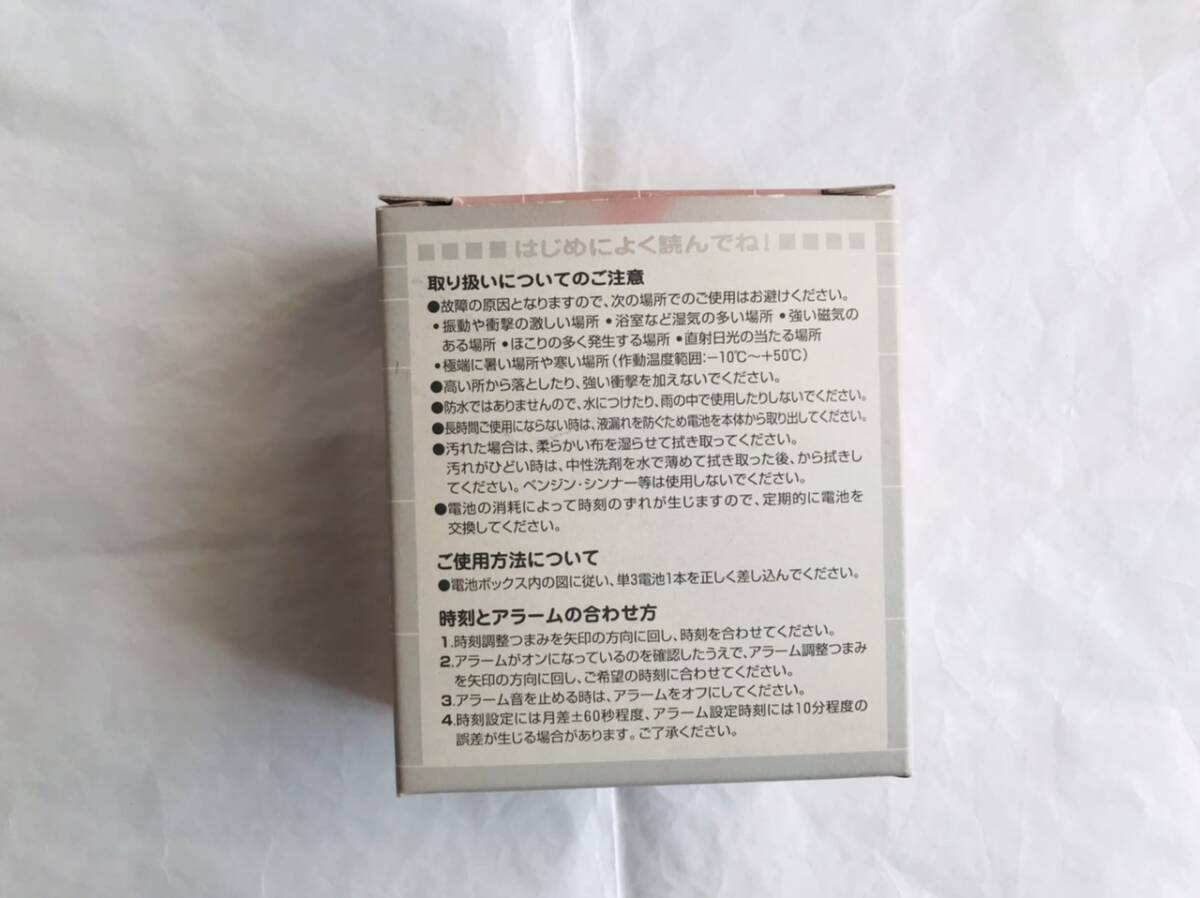 はじめによく読んでね!
取り扱いについてのご注意
●故障の原因となりますので、次の場所でのご使用はお避けください。
•振動や衝撃の激しい場所 •浴室など湿気の多い場所 •強い磁気の
ある場所 •ほこりの多く発生する場所 •直射日光の当たる場所
•極端に暑い場所や寒い場所(作動温度範囲:−10℃〜+50℃)
●高い所から落としたり、強い衝撃を加えないでください。
●防水ではありませんので、水につけたり、雨の中で使用したりしないでください。
●長時間ご使用にならない時は、液漏れを防ぐため電池を本体から取り出してください。
●汚れた場合は、柔らかい布を湿らせて拭き取ってください。
汚れがひどい時は、中性洗剤を水で薄めて拭き取った後、から拭きし
てください。ベンジン・シンナー等は使用しないでください。
●電池の消耗によって時刻のずれが生じますので、定期的に電池を
交換してください。
ご使用方法について
●電池ボックス内の図に従い、単3電池1本を正しく差し込んでください。
時刻とアラームの合わせ方
1.時刻調整つまみを矢印の方向に回し、時刻を合わせてください。
2.アラームがオンになっているのを確認したうえで、アラーム調整つまみ
を矢印の方向に回し、ご希望の時刻に合わせてください。
3.アラーム音を止める時は、アラームをオフにしてください。
4.時刻設定には月差±60秒程度、アラーム設定時刻には10分程度の
誤差が生じる場合があります。ご了承ください。